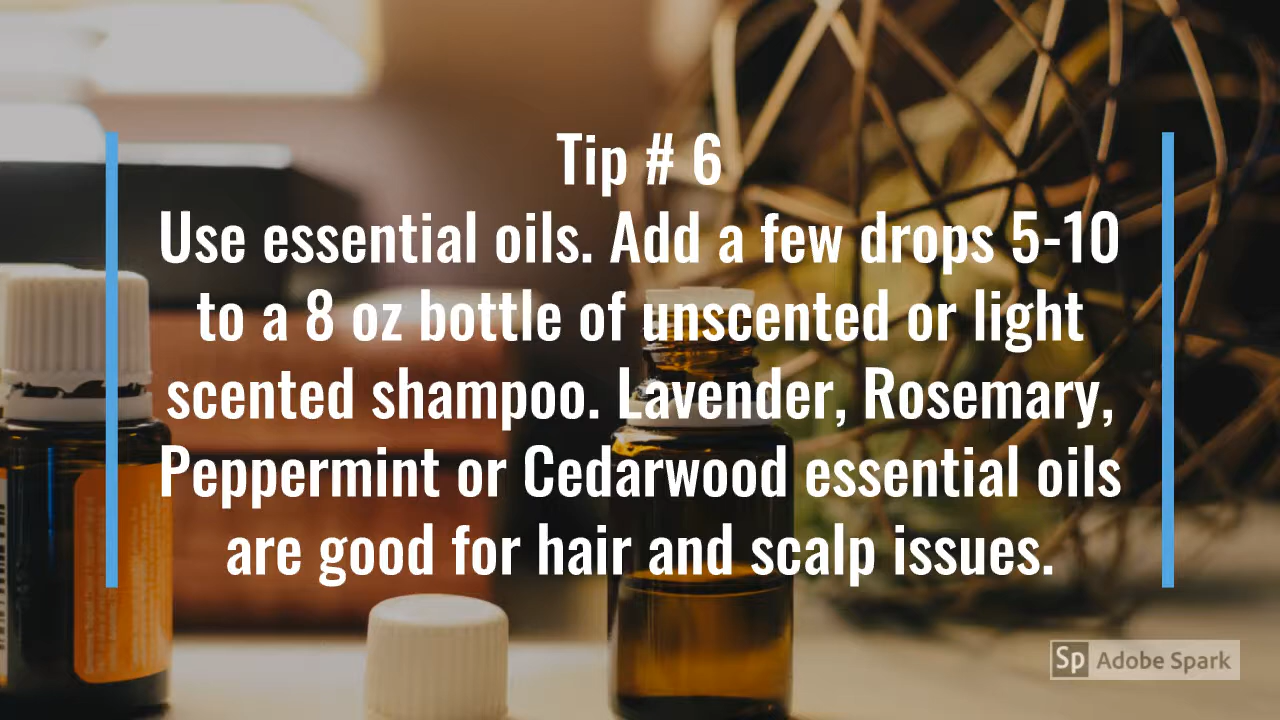 Tip # 6
Use essential oils. Add a few drops 5-10
to a 8 oz bottle of unscented or light
scented shampoo. Lavender, Rosemary,
Peppermint or Cedarwood essential oils
are good for hair and scalp issues.
Sp Adobe Spark